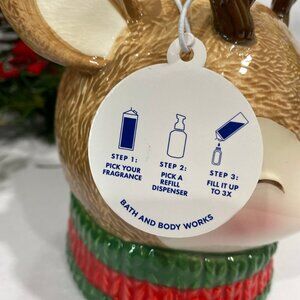 STEP 1:
PICK YOUR
FRAGRANCE
STEP 2:
PICK A
REFILL
DISPENSER
STEP 3:
FILL IT UP
TO 3X
BATH AND BODY WORKS